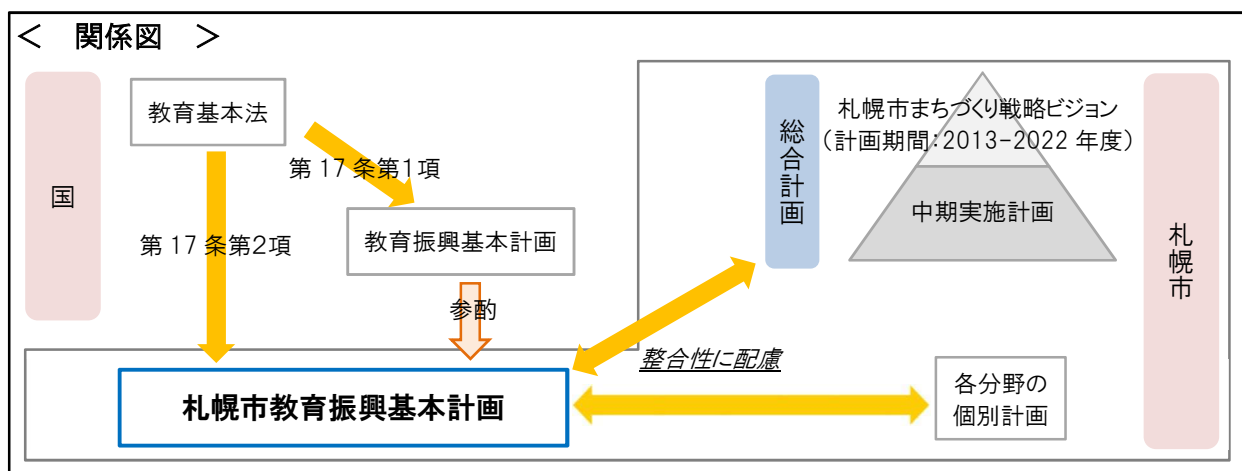 ＜　関係図　＞
国
教育基本法
第 17 条第1項
第 17 条第2項
教育振興基本計画
参酌
総合計画
札幌市まちづくり戦略ビジョン
（計画期間：2013-2022 年度）
中期実施計画
札幌市
整合性に配慮
札幌市教育振興基本計画
各分野の
個別計画